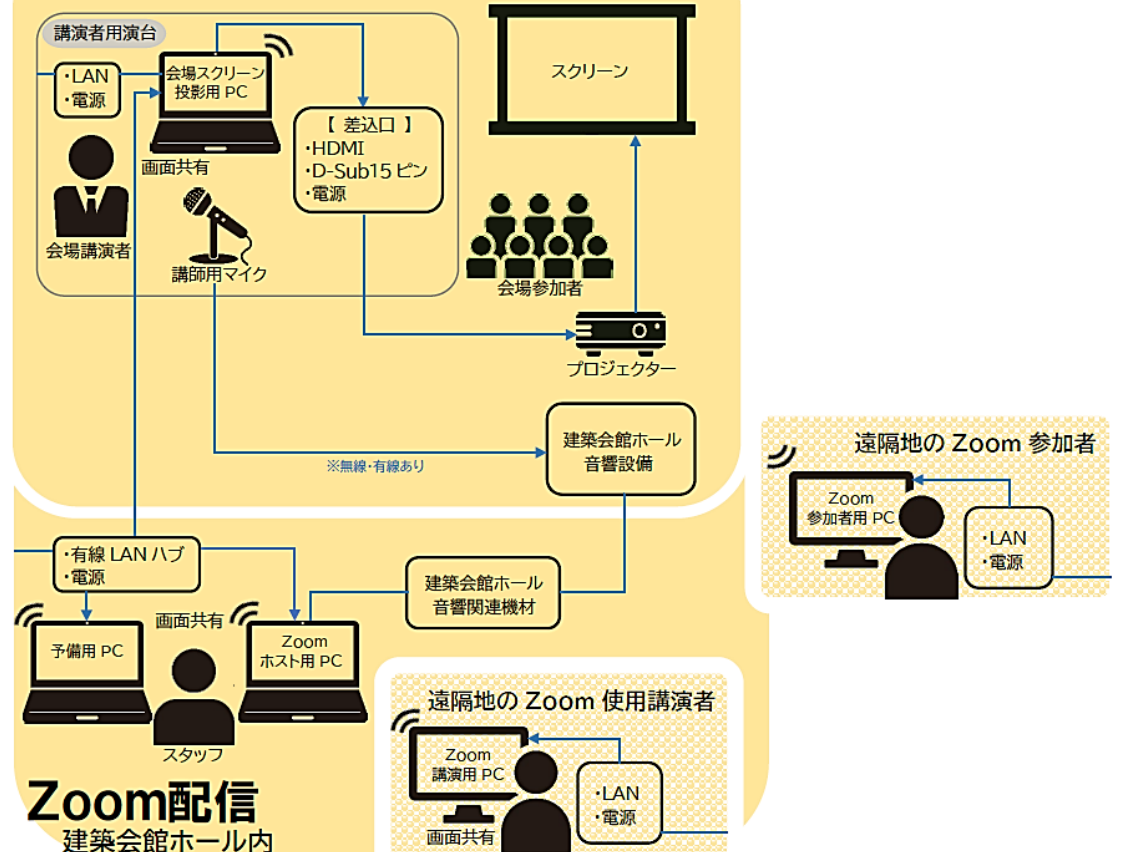 講演者用演台
・LAN
・電源
会場スクリーン
投影用 PC
画面共有
会場講演者
講師用マイク
【 差込口 】
・HDMI
・D-Sub15 ピン
・電源
スクリーン
会場参加者
プロジェクター
建築会館ホール
音響設備
※無線・有線あり
遠隔地の Zoom 参加者
Zoom
参加者用 PC
・LAN
・電源
・有線 LAN ハブ
・電源
建築会館ホール
音響関連機材
予備用 PC
画面共有
Zoom
ホスト用 PC
スタッフ
遠隔地の Zoom 使用講演者
Zoom
講演用 PC
画面共有
・LAN
・電源
Zoom配信
建築会館ホール内